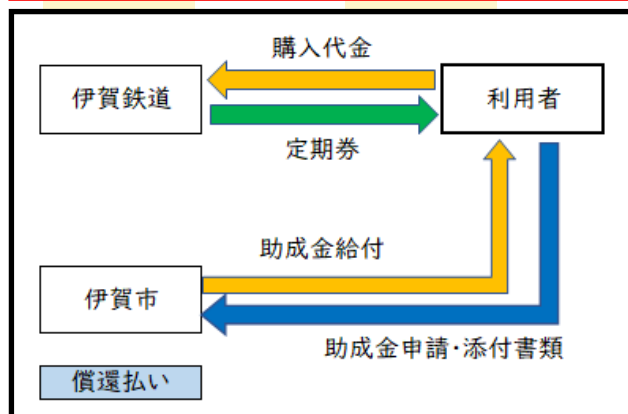 購入代金
伊賀鉄道
利用者
定期券
助成金給付
伊賀市
助成金申請・添付書類
償還払い